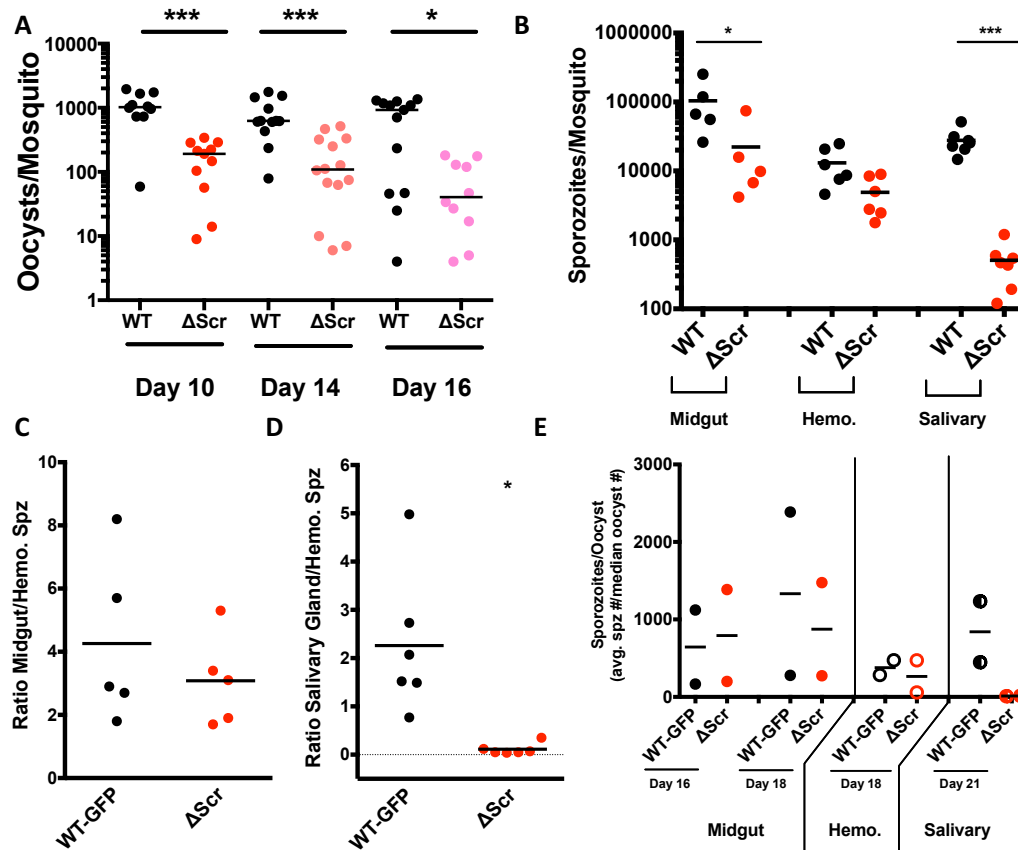 A
*** *** *
Oocysts/Mosquito
10000
1000
100
10
1
WT ΔScr WT ΔScr WT ΔScr
Day 10 Day 14 Day 16
B
* ***
Sporozoites/Mosquito
100000
10000
1000
100
WT ΔScr WT ΔScr WT ΔScr
Midgut Hemo. Salivary
C
Ratio Midgut/Hemo. Spz
10
8
6
4
2
0
WT-GFP ΔScr
D
*
Ratio Salivary Gland/Hemo. Spz
6
5
4
3
2
1
0
WT-GFP ΔScr
E
Sporozoites/Oocyst
(avg. spz #/median oocyst #)
3000
2000
1000
0
WT-GFP ΔScr WT-GFP ΔScr WT-GFP ΔScr WT-GFP ΔScr
Day 16 Day 18 Day 18 Day 21
Midgut Hemo. Salivary